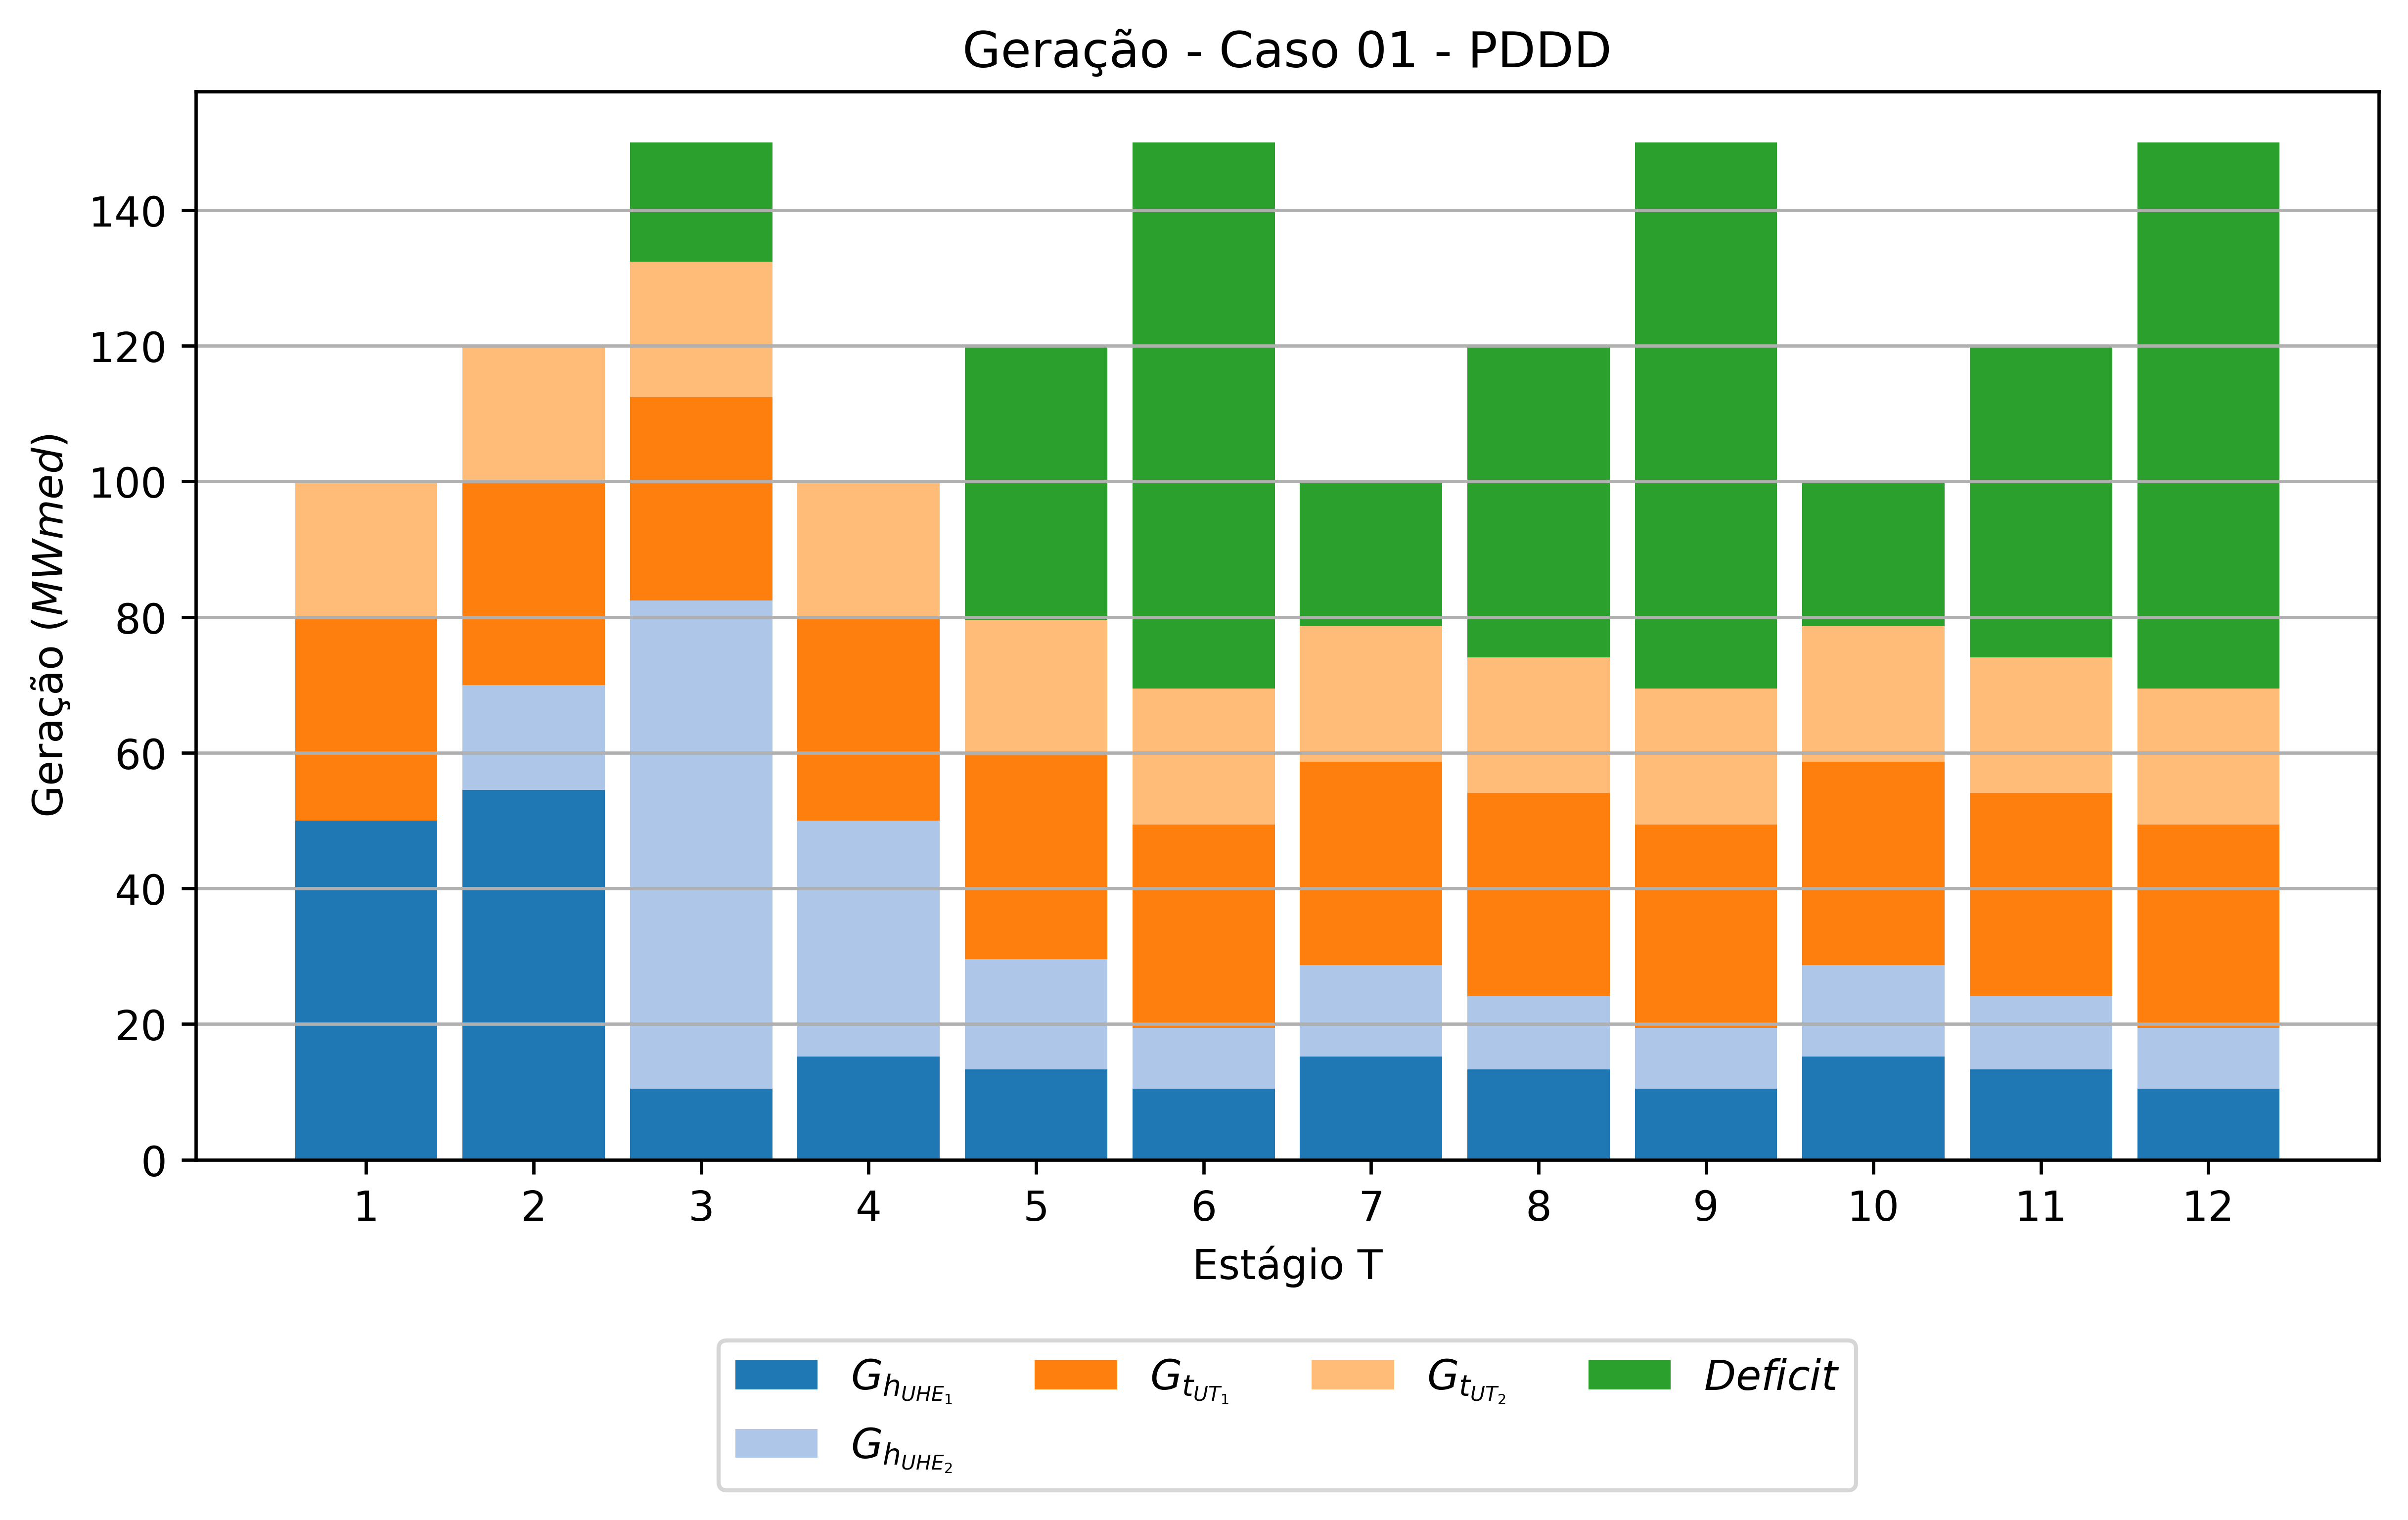 Geração - Caso 01 - PDDD
Geração (MWmed)
140
120
100
80
60
40
20
0
1 2 3 4 5 6 7 8 9 10 11 12
Estágio T
G_{h_{UHE_1}} G_{t_{UT_1}} G_{t_{UT_2}} Deficit
G_{h_{UHE_2}}